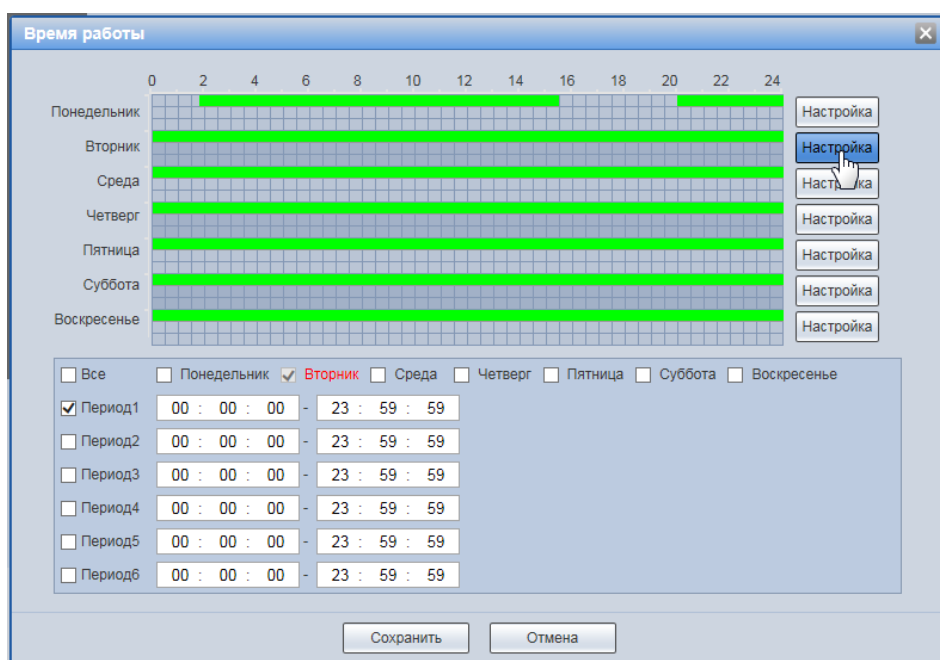 Время работы
0 2 4 6 8 10 12 14 16 18 20 22 24
Понедельник Настройка
Вторник Настройка
Среда Настройка
Четверг Настройка
Пятница Настройка
Суббота Настройка
Воскресенье Настройка
Все Понедельник Вторник Среда Четверг Пятница Суббота Воскресенье
Период1 00 : 00 : 00 - 23 : 59 : 59
Период2 00 : 00 : 00 - 23 : 59 : 59
Период3 00 : 00 : 00 - 23 : 59 : 59
Период4 00 : 00 : 00 - 23 : 59 : 59
Период5 00 : 00 : 00 - 23 : 59 : 59
Период6 00 : 00 : 00 - 23 : 59 : 59
Сохранить Отмена